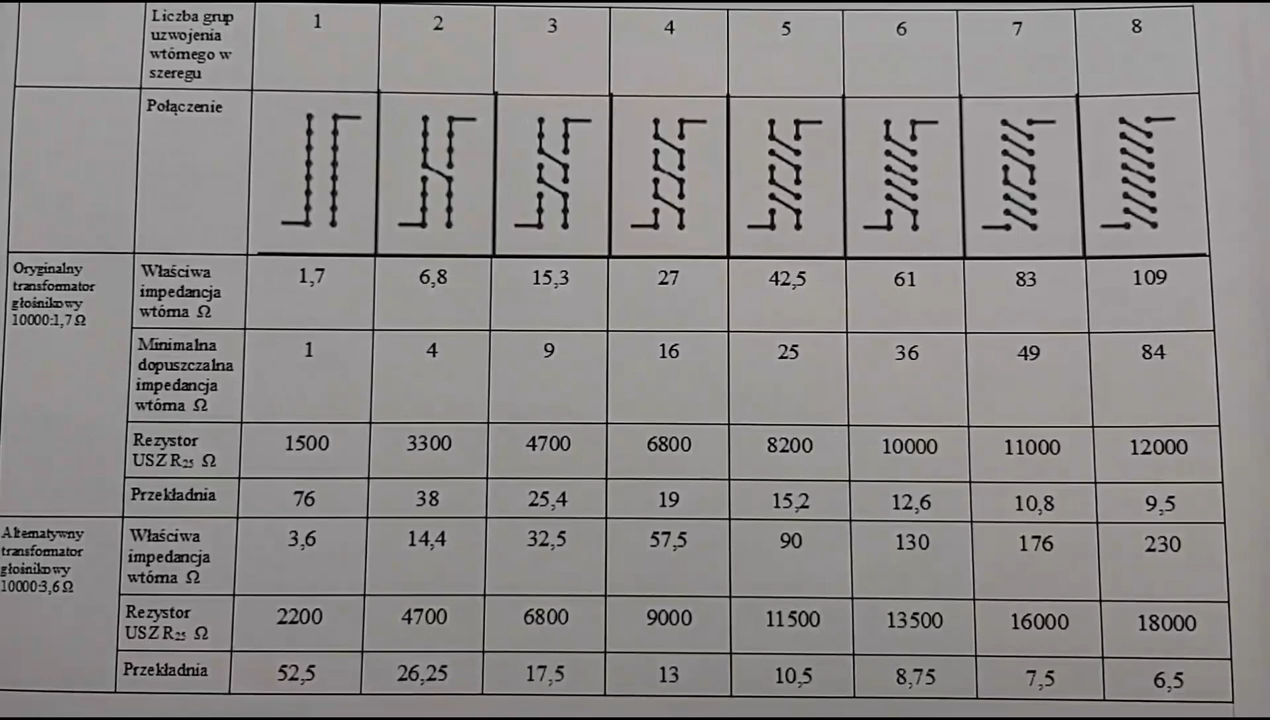 Liczba grup
uzwojenia
wtórnego w
szeregu
1 2 3 4 5 6 7 8
Połączenie
Oryginalny
transformator
głośnikowy
10000:1,7 Ω
Właściwa
impedancja
wtórna Ω
1,7 6,8 15,3 27 42,5 61 83 109
Minimalna
dopuszczalna
impedancja
wtórna Ω
1 4 9 16 25 36 49 84
Rezystor
USZ R25 Ω
1500 3300 4700 6800 8200 10000 11000 12000
Przekładnia
76 38 25,4 19 15,2 12,6 10,8 9,5
Alternatywny
transformator
głośnikowy
10000:3,6 Ω
Właściwa
impedancja
wtórna Ω
3,6 14,4 32,5 57,5 90 130 176 230
Rezystor
USZ R25 Ω
2200 4700 6800 9000 11500 13500 16000 18000
Przekładnia
52,5 26,25 17,5 13 10,5 8,75 7,5 6,5